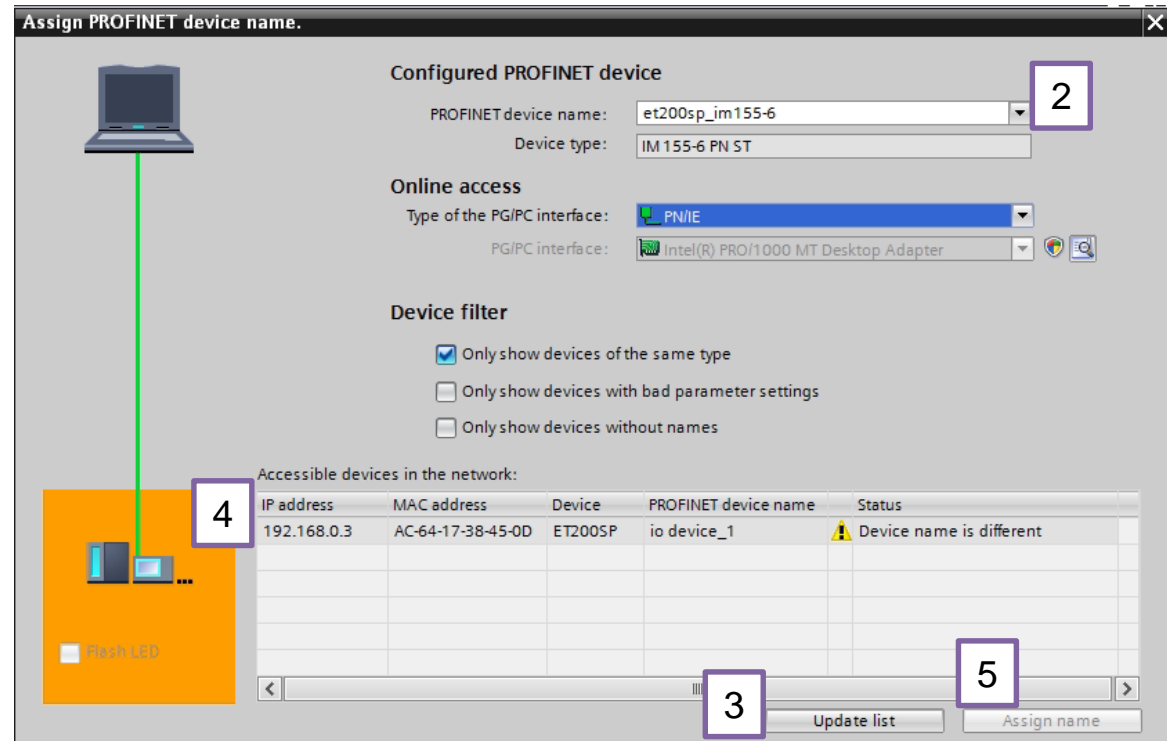 Assign PROFINET device name.
Configured PROFINET device
2
PROFINET device name: et200sp_im155-6
Device type: IM 155-6 PN ST
Online access
Type of the PG/PC interface: PN/IE
PG/PC interface: Intel(R) PRO/1000 MT Desktop Adapter
Device filter
Only show devices of the same type
Only show devices with bad parameter settings
Only show devices without names
Accessible devices in the network:
4
IP address MAC address Device PROFINET device name Status
192.168.0.3 AC-64-17-38-45-0D ET200SP io device_1 Device name is different
Flash LED
3
5
Update list Assign name